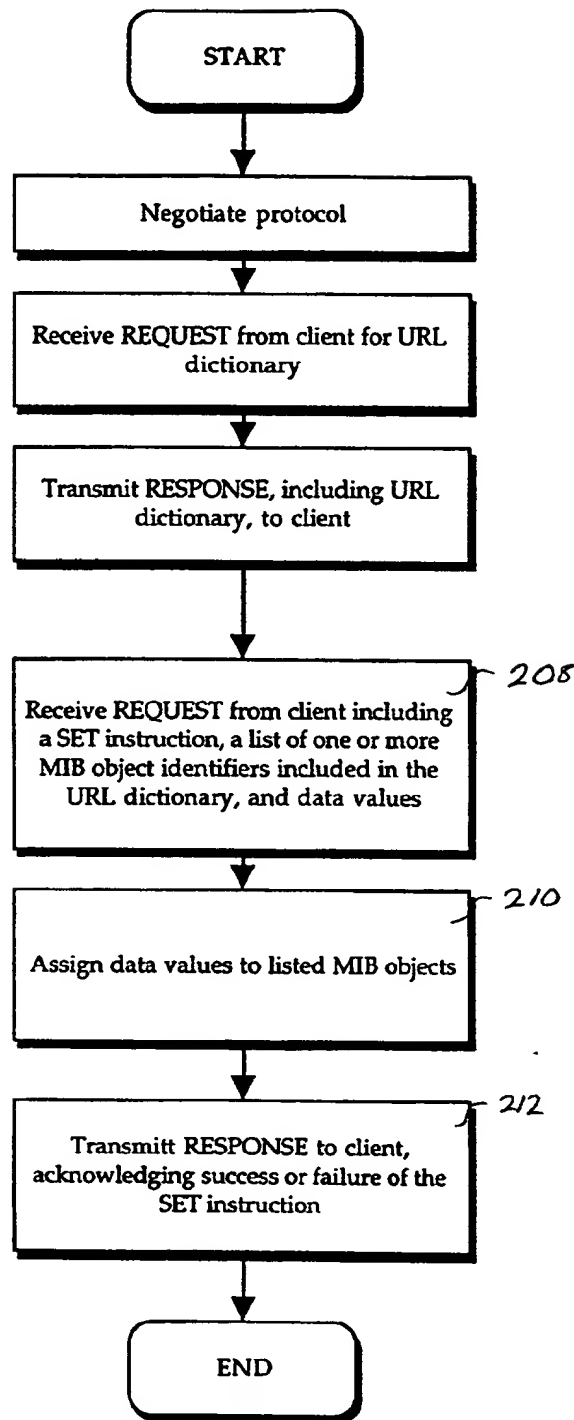 START
Negotiate protocol
Receive REQUEST from client for URL
dictionary
Transmit RESPONSE, including URL
dictionary, to client
208
Receive REQUEST from client including
a SET instruction, a list of one or more
MIB object identifiers included in the
URL dictionary, and data values
210
Assign data values to listed MIB objects
212
Transmitt RESPONSE to client,
acknowledging success or failure of the
SET instruction
END